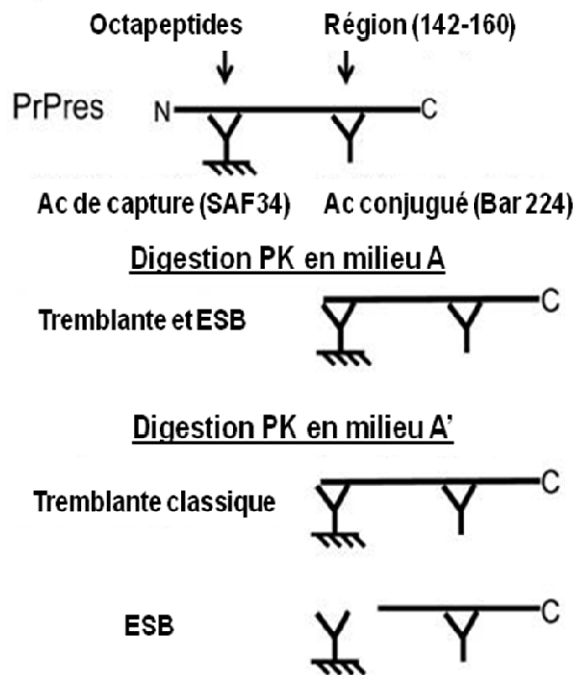 Octapeptides Région (142-160)
PrPres N C
Ac de capture (SAF34) Ac conjugué (Bar 224)
Digestion PK en milieu A
Tremblante et ESB C
Digestion PK en milieu A'
Tremblante classique C
ESB C